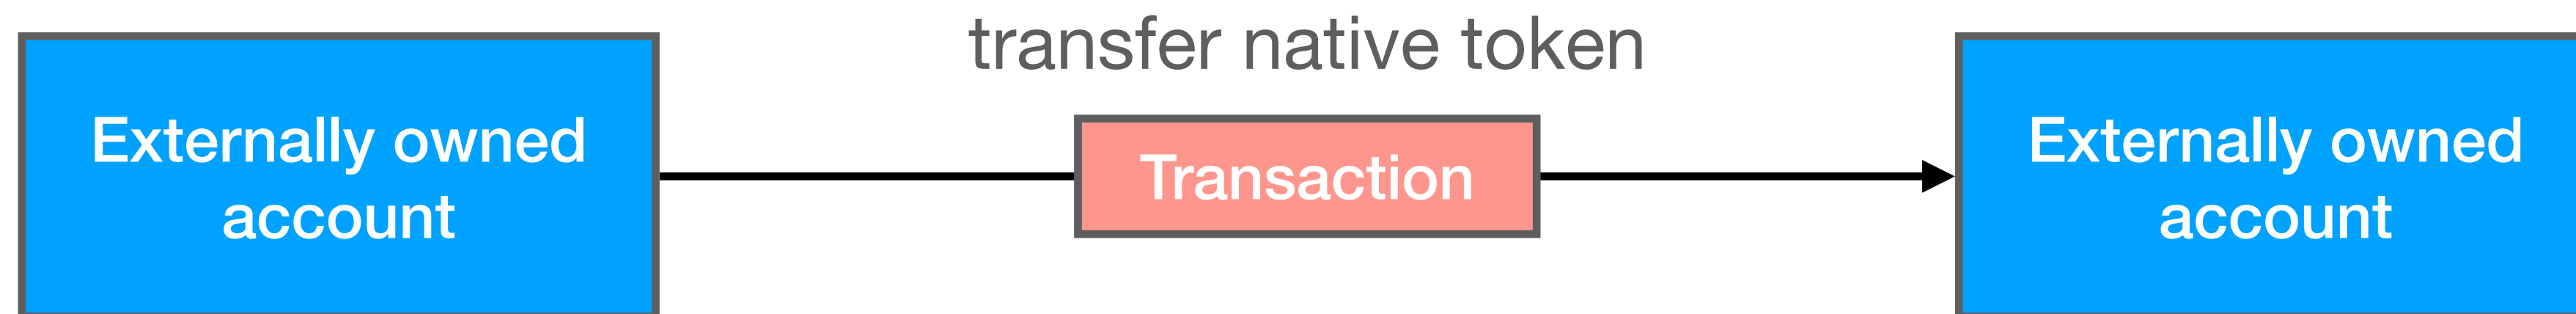 transfer native token
Externally owned
account
Transaction
Externally owned
account